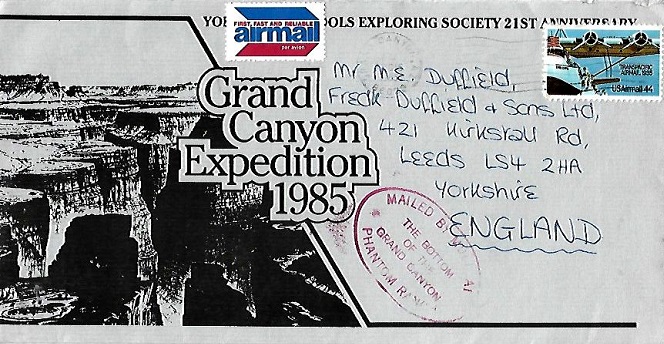 YO OOLS EXPLORING SOCIETY 21ST ANNIVERSARY
FIRST, FAST AND RELIABLE
airmail
par avion
TRANSPACIFIC
AIRMAIL 1935
USAirmail 44
Grand
Canyon
Expedition
1985
Mr M.E. Duffield,
Fredk Duffield & Sons Ltd,
421 Kirkstall Rd,
Leeds LS4 2HA
Yorkshire
ENGLAND
MAILED BY
THE BOTTOM
OF THE
GRAND CANYON
PHANTOM RA